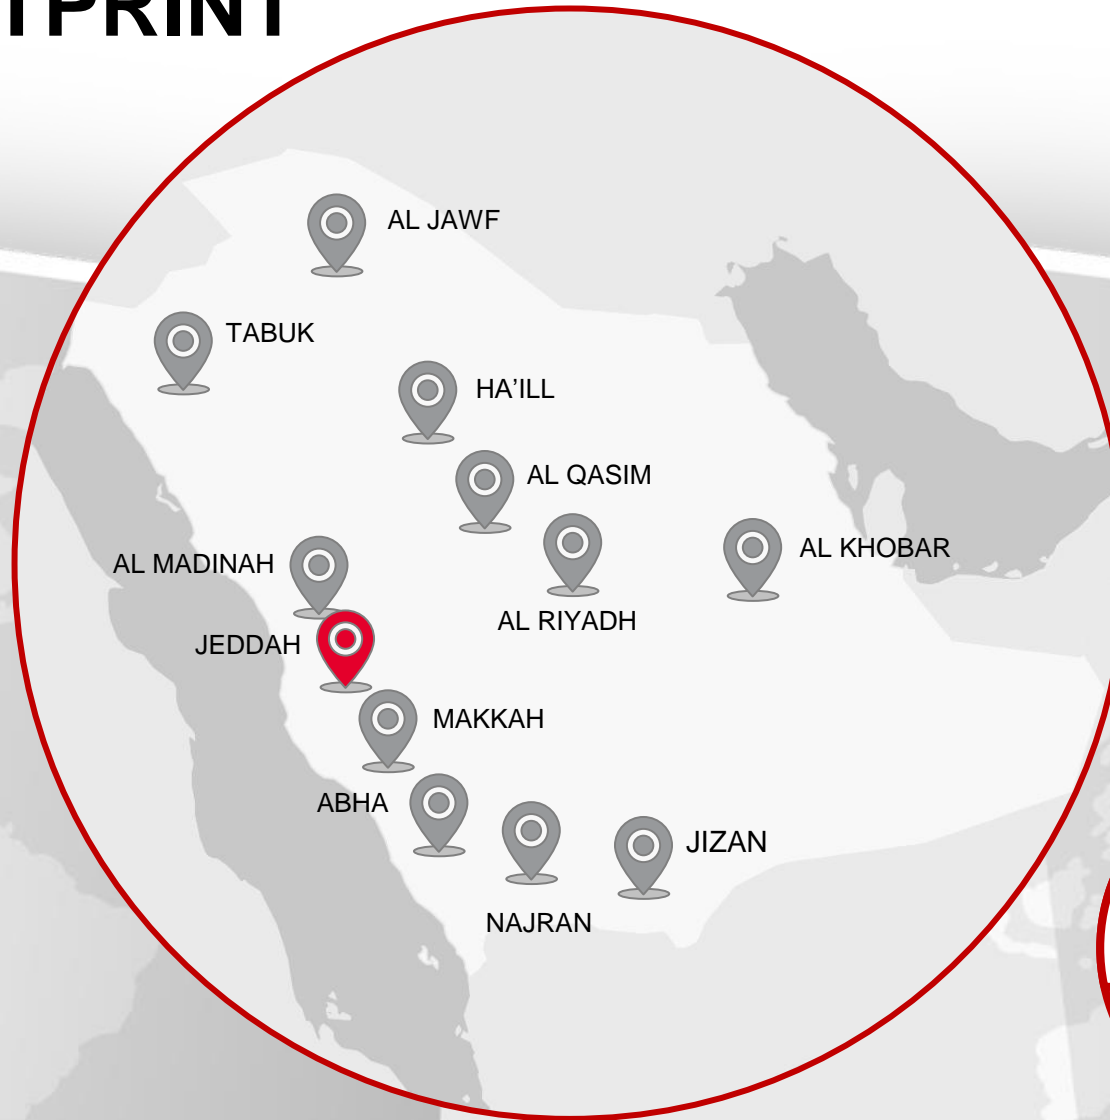 TPRINT
AL JAWF
TABUK
HA'ILL
AL QASIM
AL MADINAH
AL KHOBAR
AL RIYADH
JEDDAH
MAKKAH
ABHA
JIZAN
NAJRAN